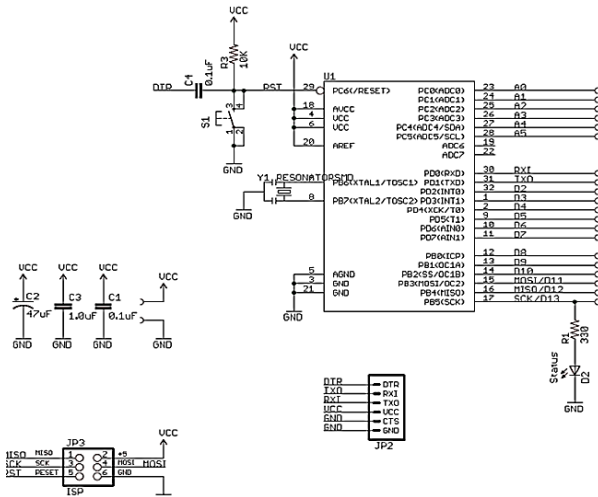 VCC
R3
10K
VCC
C4
0.1uF
DTR
RST
29
U1
PC6(/RESET)
18
AVCC
4
VCC
6
VCC
20
AREF
S1
3
4
1
2
GND
Y1
RESONATORSMD
PB6(XTAL1/TOSC1)
8
PB7(XTAL2/TOSC2)
GND
5
AGND
3
GND
21
GND
GND
PC0(ADC0) 23 A0
PC1(ADC1) 24 A1
PC2(ADC2) 25 A2
PC3(ADC3) 26 A3
PC4(ADC4/SDA) 27 A4
PC5(ADC5/SCL) 28 A5
ADC6 19
ADC7 22
PD0(RXD) 30 RXI
PD1(TXD) 31 TXO
PD2(INT0) 32 D2
PD3(INT1) 1 D3
PD4(XCK/T0) 2 D4
PD5(T1) 9 D5
PD6(AIN0) 10 D6
PD7(AIN1) 11 D7
PB0(ICP) 12 D8
PB1(OC1A) 13 D9
PB2(SS/OC1B) 14 D10
PB3(MOSI/OC2) 15 MOSI/D11
PB4(MISO) 16 MISO/D12
PB5(SCK) 17 SCK/D13
R1
330
Status
D2
GND
VCC VCC VCC VCC
C2
47uF
C3
1.0uF
C1
0.1uF
GND GND GND GND
DTR DTR
TXO RXI
RXI TXO
VCC VCC
GND CTS
GND GND
JP2
JP3
VCC
MISO MISO 1 2 +5
SCK SCK 3 4 MOSI MOSI
RST RESET 5 6 GND
ISP